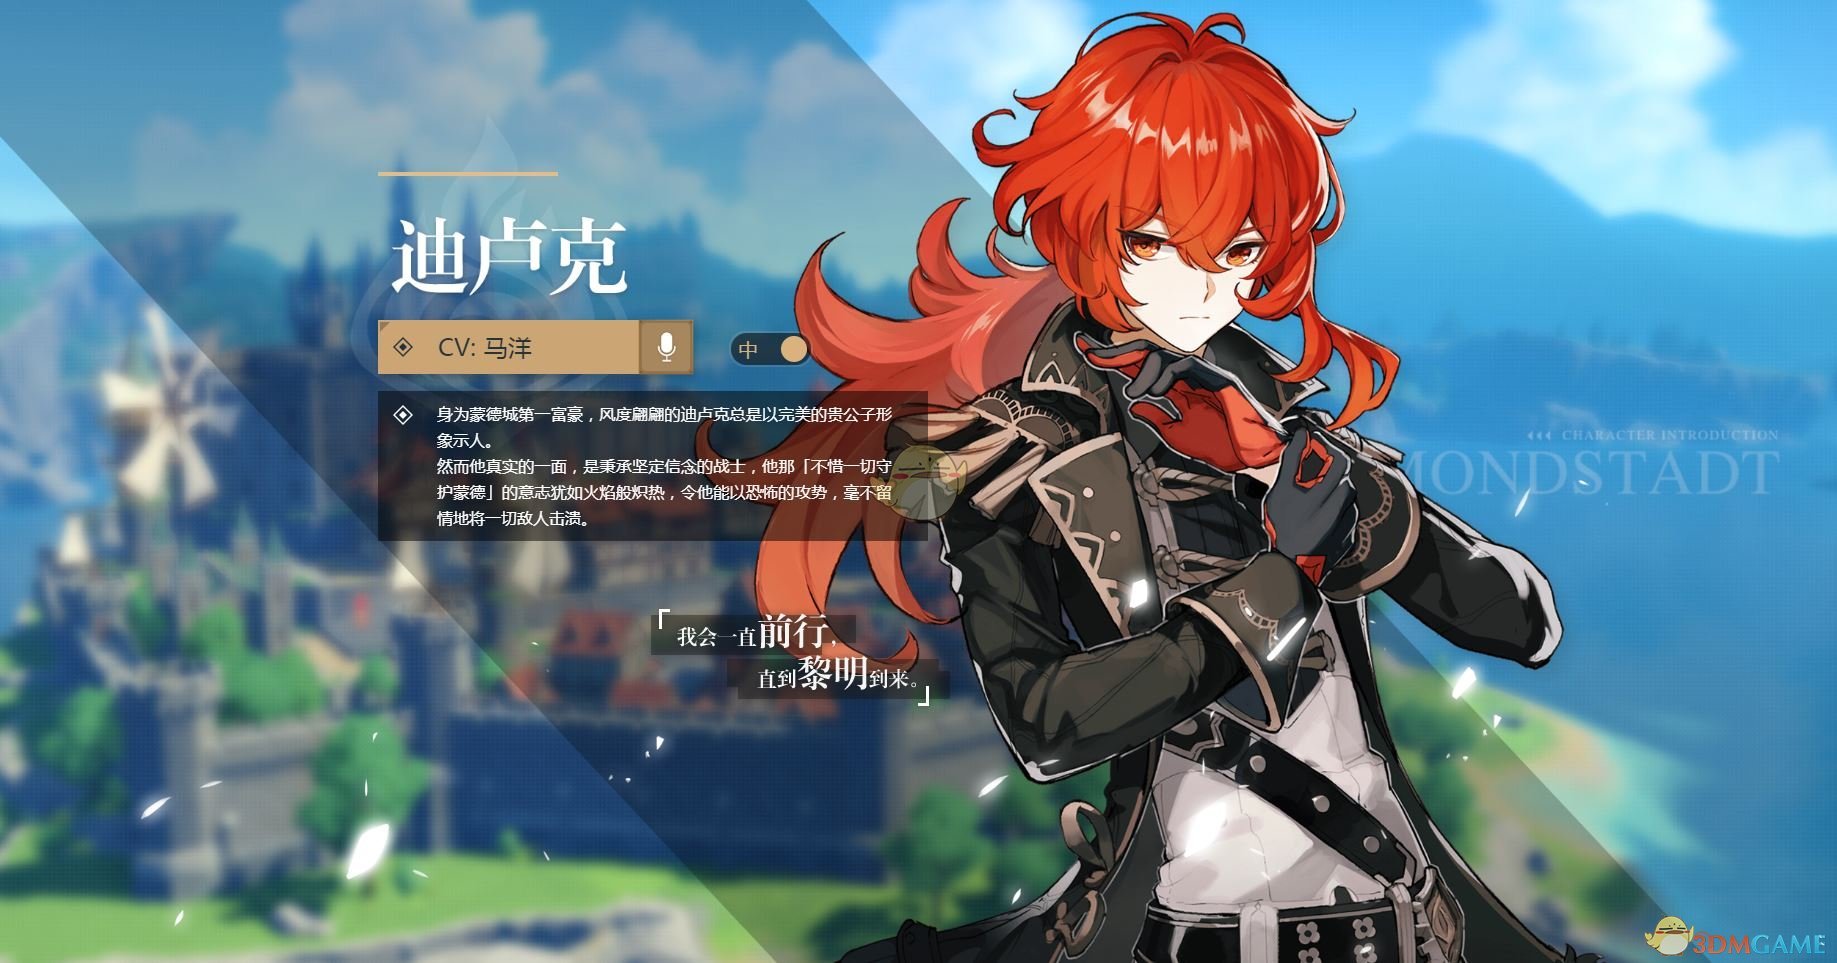 迪卢克
CV: 马洋
中
身为蒙德城第一富豪，风度翩翩的迪卢克总是以完美的贵公子形
象示人。
然而他真实的一面，是秉承坚定信念的战士，他那「不惜一切守
护蒙德」的意志犹如火焰般炽热，令他能以恐怖的攻势，毫不留
情地将一切敌人击溃。
「我会一直前行，
直到黎明到来。」
CHARACTER INTRODUCTION
MONDSTADT
3DMGAME